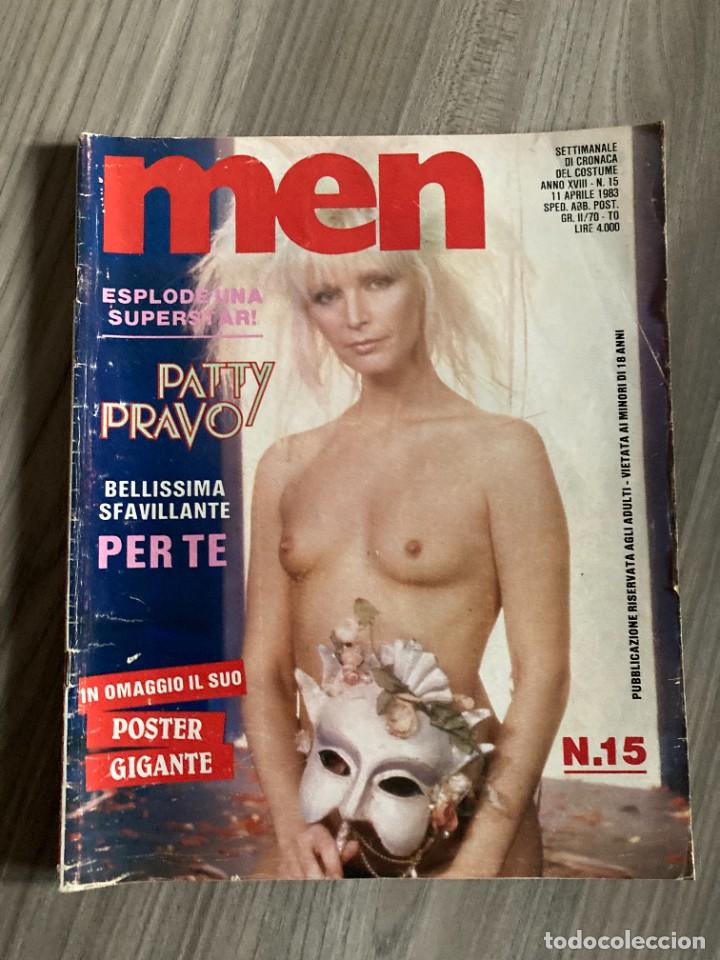 men
SETTIMANALE
DI CRONACA
DEL COSTUME
ANNO XVIII - N. 15
11 APRILE 1983
SPED. ABB. POST.
GR. II/70 - TO
LIRE 4.000
ESPLODE UNA
SUPERSTAR!
PATTY
PRAVO
BELLISSIMA
SFAVILLANTE
PER TE
IN OMAGGIO IL SUO
POSTER
GIGANTE
PUBBLICAZIONE RISERVATA AGLI ADULTI - VIETATA AI MINORI DI 18 ANNI
N.15
todocoleccion.net